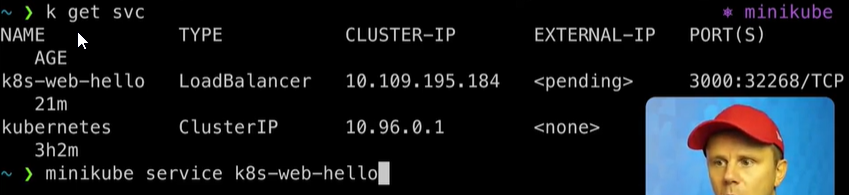 ~ ❯ k get svc ⎈ minikube
NAME TYPE CLUSTER-IP EXTERNAL-IP PORT(S)
AGE
k8s-web-hello LoadBalancer 10.109.195.184 <pending> 3000:32268/TCP
21m
kubernetes ClusterIP 10.96.0.1 <none>
3h2m
~ ❯ minikube service k8s-web-hello